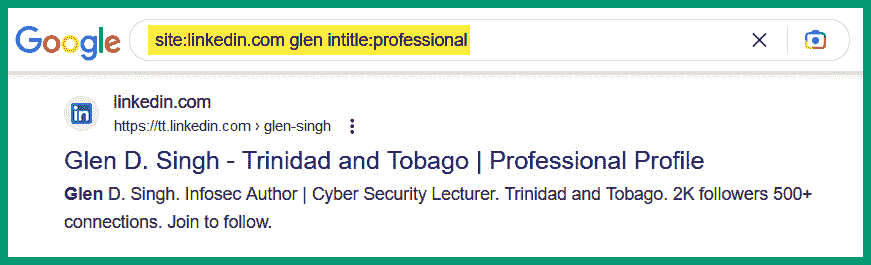 Google
site:linkedin.com glen intitle:professional
in
linkedin.com
https://tt.linkedin.com › glen-singh
Glen D. Singh - Trinidad and Tobago | Professional Profile
Glen D. Singh. Infosec Author | Cyber Security Lecturer. Trinidad and Tobago. 2K followers 500+
connections. Join to follow.